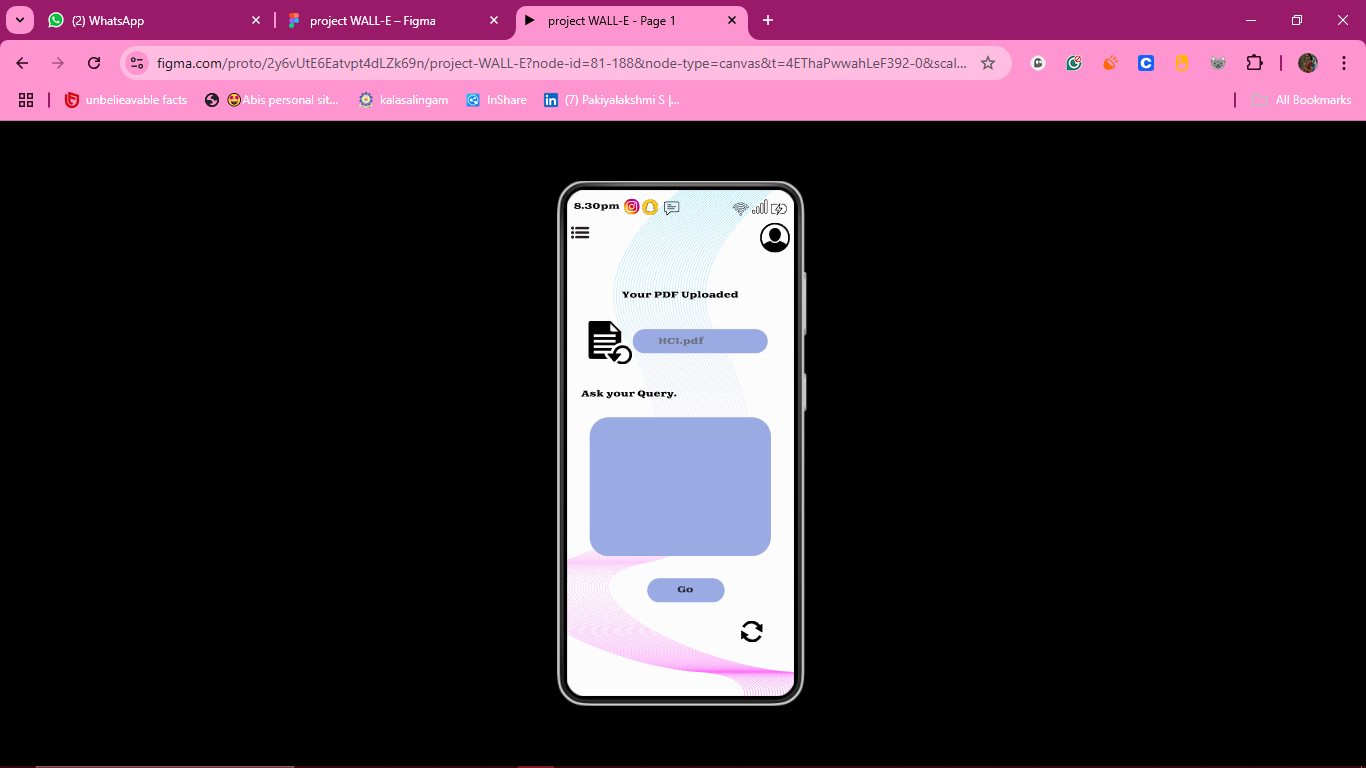 (2) WhatsApp
project WALL-E – Figma
project WALL-E - Page 1
figma.com/proto/2y6vUtE6Eatvpt4dLZk69n/project-WALL-E?node-id=81-188&node-type=canvas&t=4EThaPwwahLeF392-0&scal...
unbelieavable facts
Abis personal sit...
kalasalingam
InShare
(7) Pakiyalakshmi S |...
All Bookmarks
8.30pm
Your PDF Uploaded
HCl.pdf
Ask your Query.
Go